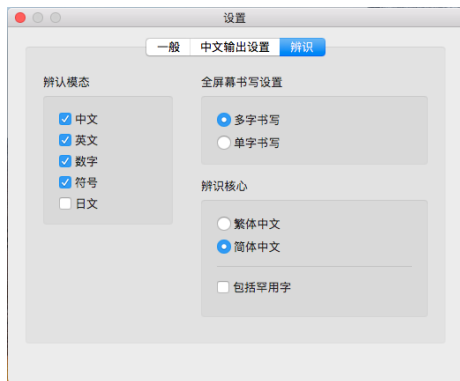 设置
一般 中文输出设置 辨识
辨认模态
中文
英文
数字
符号
日文
全屏幕书写设置
多字书写
单字书写
辨识核心
繁体中文
简体中文
包括罕用字